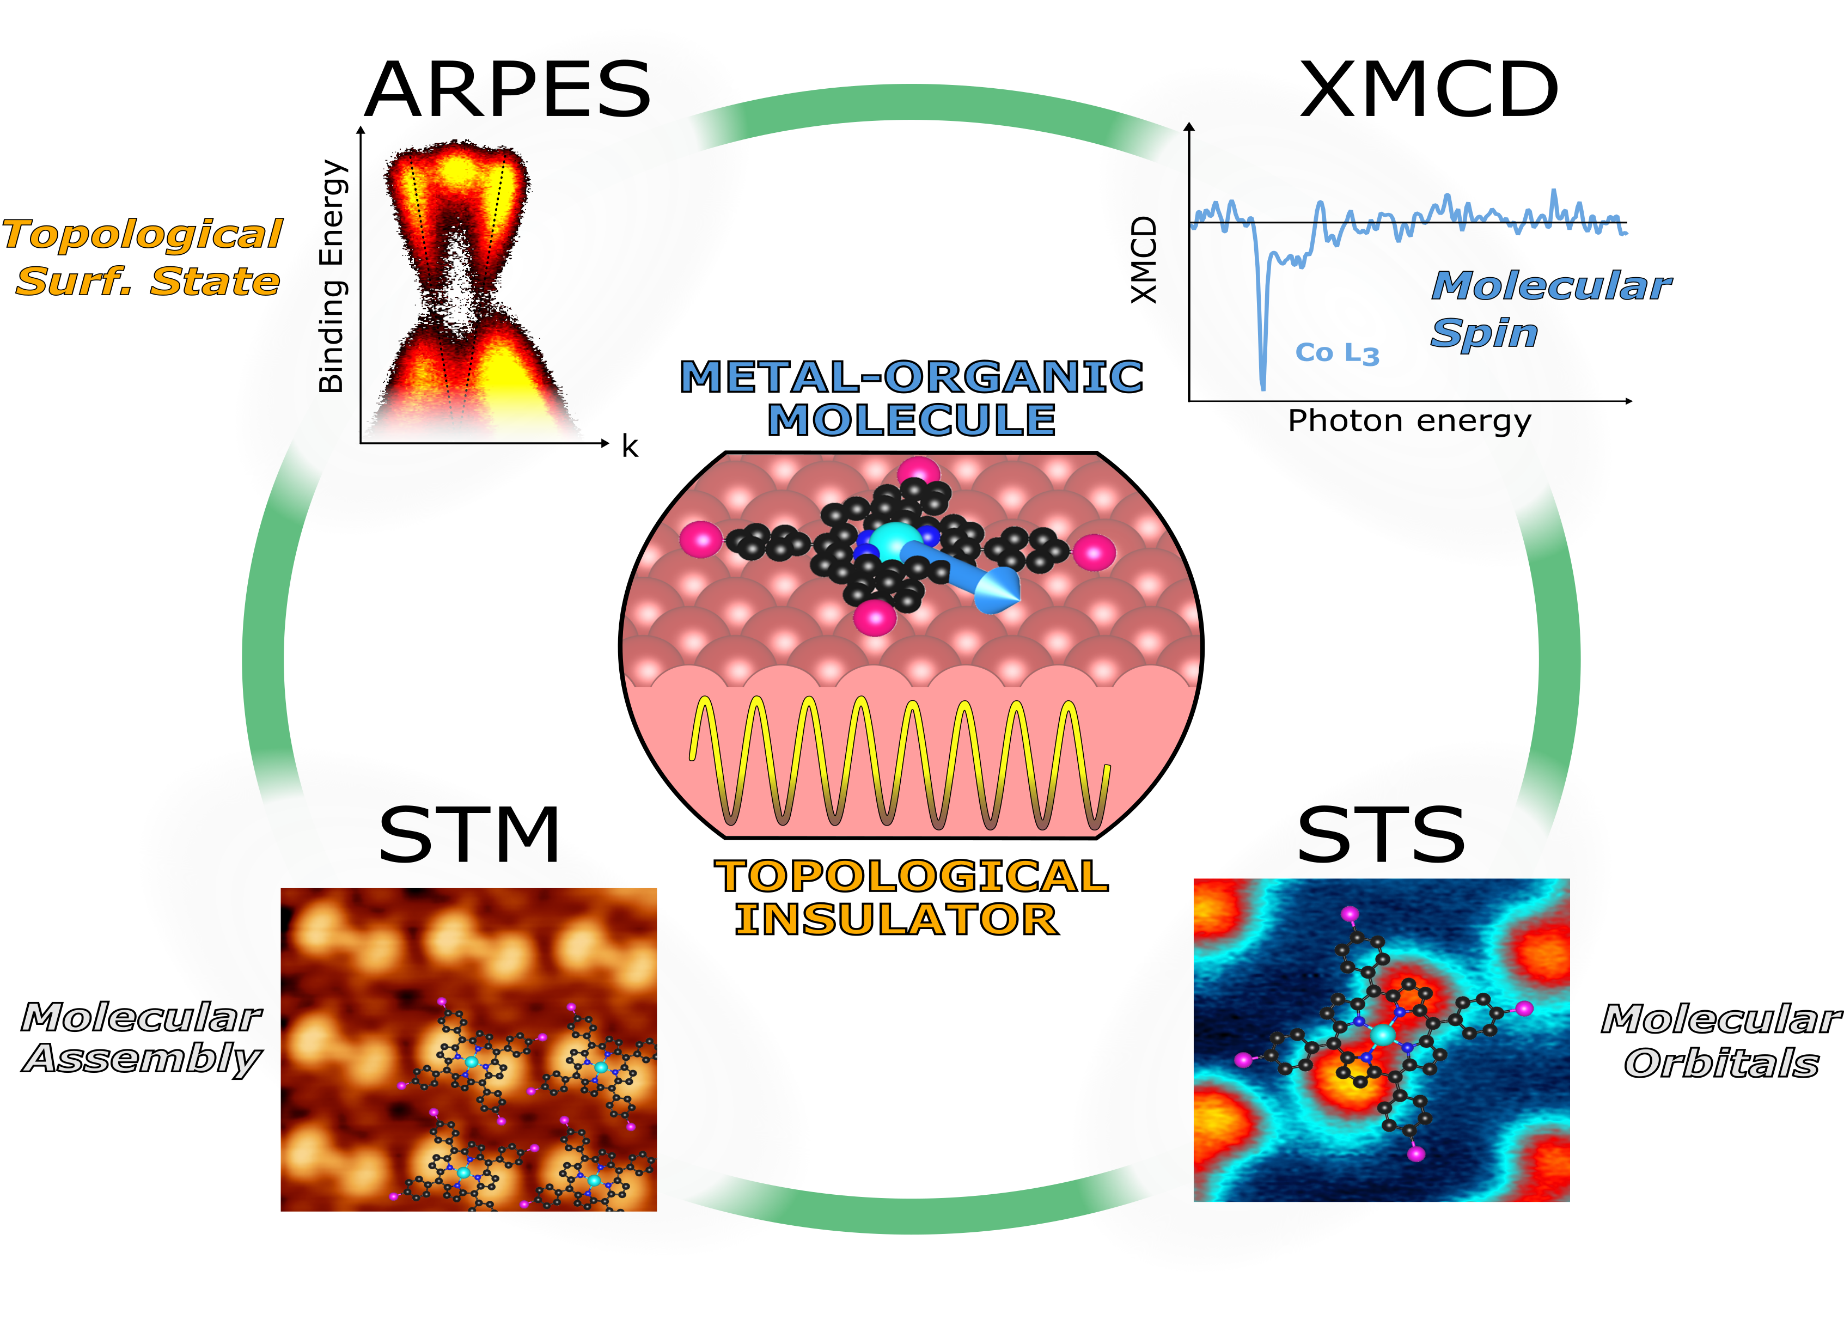 ARPES
Binding Energy
k
Topological
Surf. State
XMCD
XMCD
Co L3
Molecular
Spin
Photon energy
METAL-ORGANIC
MOLECULE
TOPOLOGICAL
INSULATOR
STM
Molecular
Assembly
STS
Molecular
Orbitals